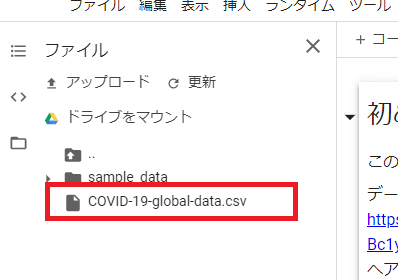 ファイル 編集 表示 挿入 ランタイム ツール
ファイル
アップロード 更新
ドライブをマウント
..
sample_data
COVID-19-global-data.csv
+ コー
初め
この
デー
https
Bc1y
ヘア